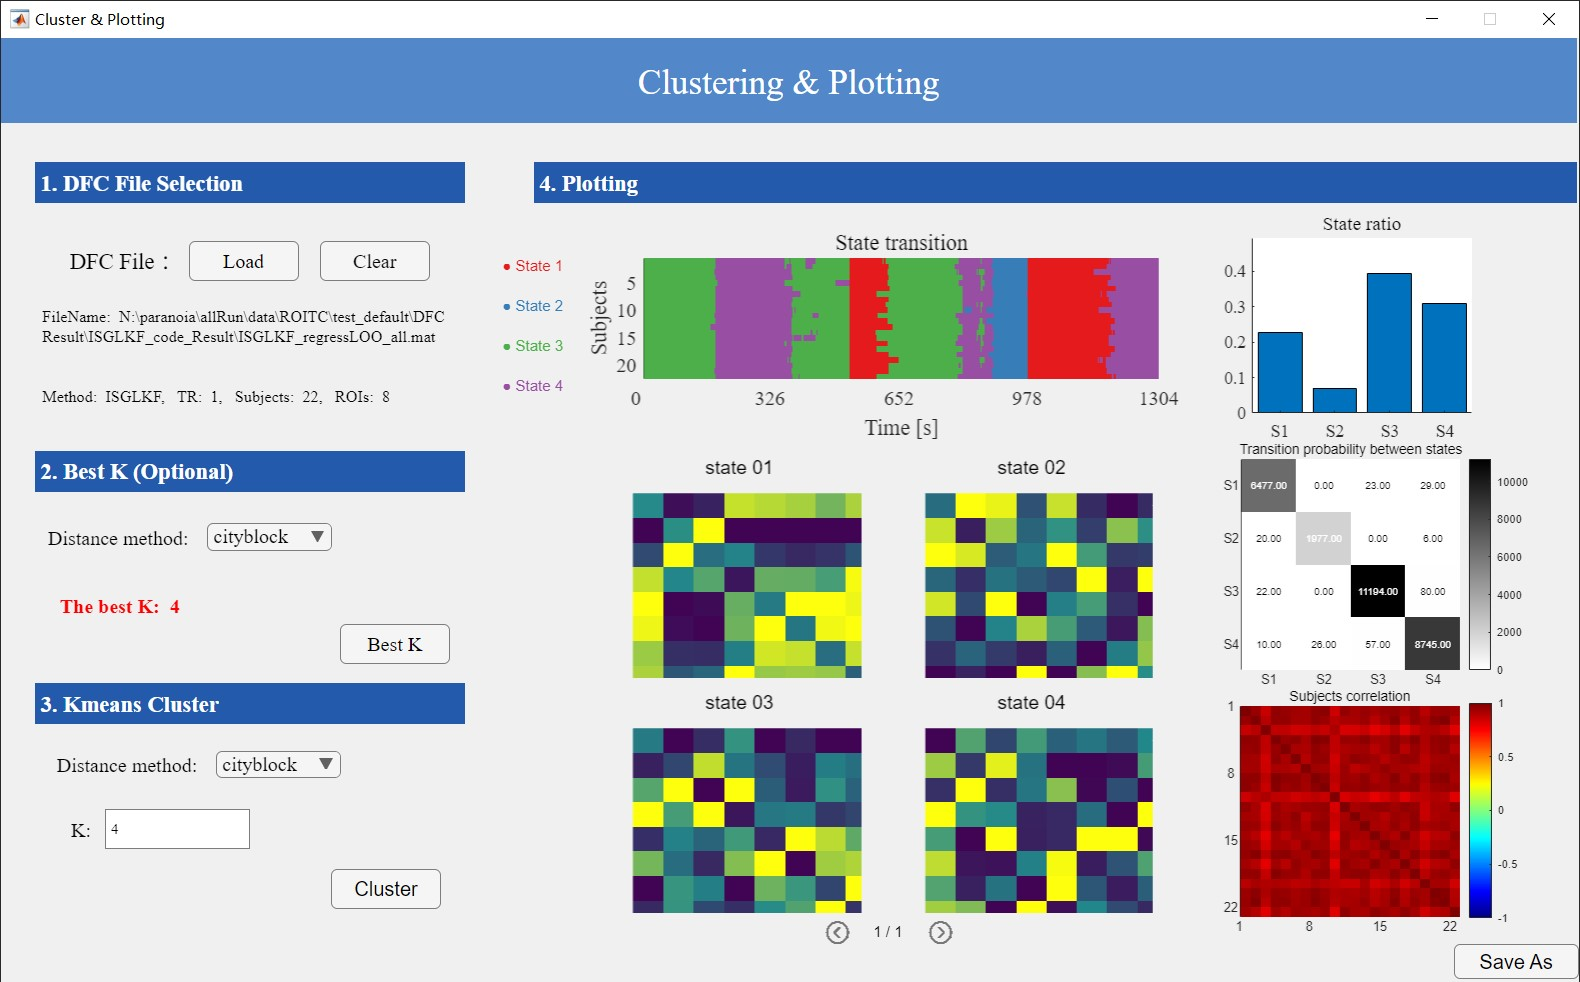 Cluster & Plotting
Clustering & Plotting
1. DFC File Selection
DFC File :
Load
Clear
FileName: N:\paranoia\allRun\data\ROITC\test_default\DFC
Result\ISGLKF_code_Result\ISGLKF_regressLOO_all.mat
Method: ISGLKF, TR: 1, Subjects: 22, ROIs: 8
2. Best K (Optional)
Distance method:
cityblock
The best K: 4
Best K
3. Kmeans Cluster
Distance method:
cityblock
K:
4
Cluster
4. Plotting
State 1
State 2
State 3
State 4
State transition
Subjects
5
10
15
20
0 326 652 978 1304
Time [s]
state 01
state 02
state 03
state 04
1 / 1
State ratio
0.4
0.3
0.2
0.1
0
S1 S2 S3 S4
Transition probability between states
S1 6477.00 0.00 23.00 29.00
S2 20.00 1977.00 0.00 6.00
S3 22.00 0.00 11194.00 80.00
S4 10.00 26.00 57.00 8745.00
S1 S2 S3 S4
10000
8000
6000
4000
2000
0
Subjects correlation
1
8
15
22
1 8 15 22
1
0.5
0
-0.5
-1
Save As